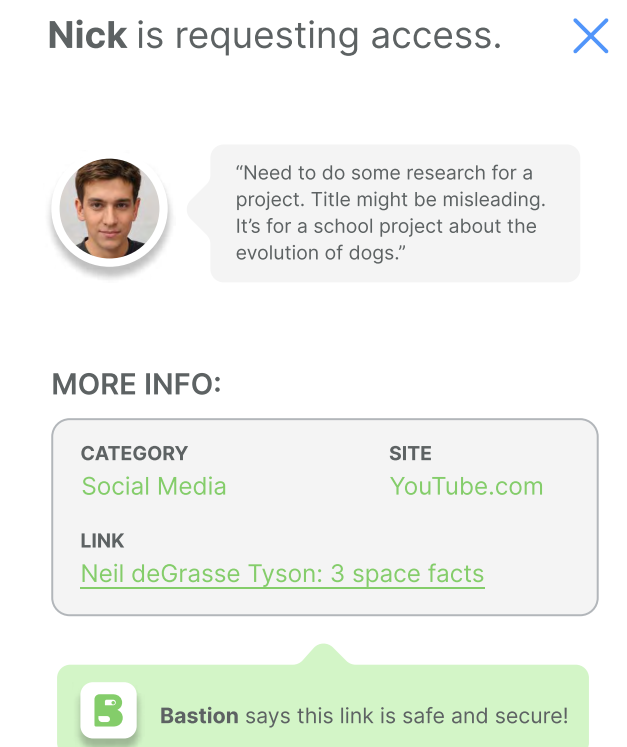 Nick is requesting access.
“Need to do some research for a
project. Title might be misleading.
It’s for a school project about the
evolution of dogs.”
MORE INFO:
CATEGORY
SITE
Social Media
YouTube.com
LINK
Neil deGrasse Tyson: 3 space facts
B
Bastion says this link is safe and secure!